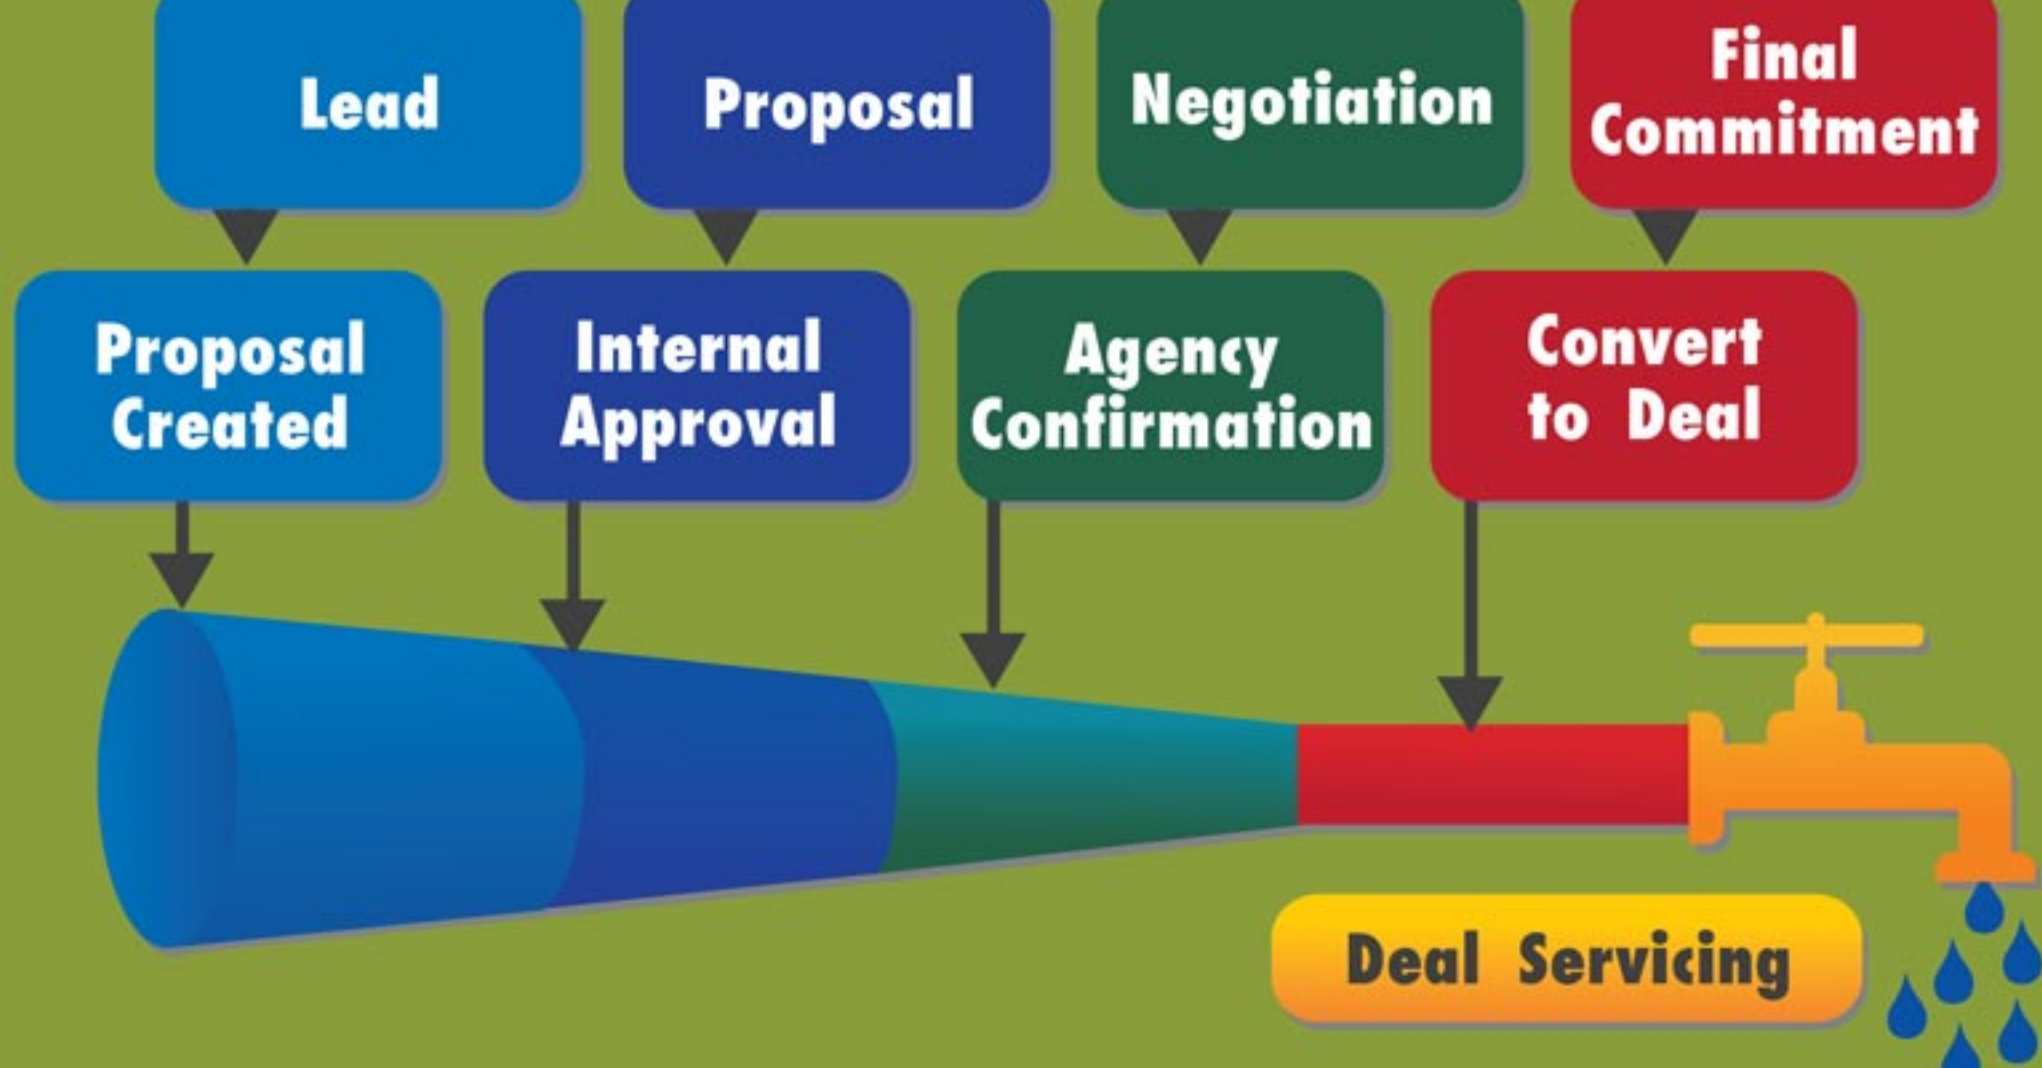 Lead
Proposal
Negotiation
Final
Commitment
Proposal
Created
Internal
Approval
Agency
Confirmation
Convert
to Deal
Deal Servicing